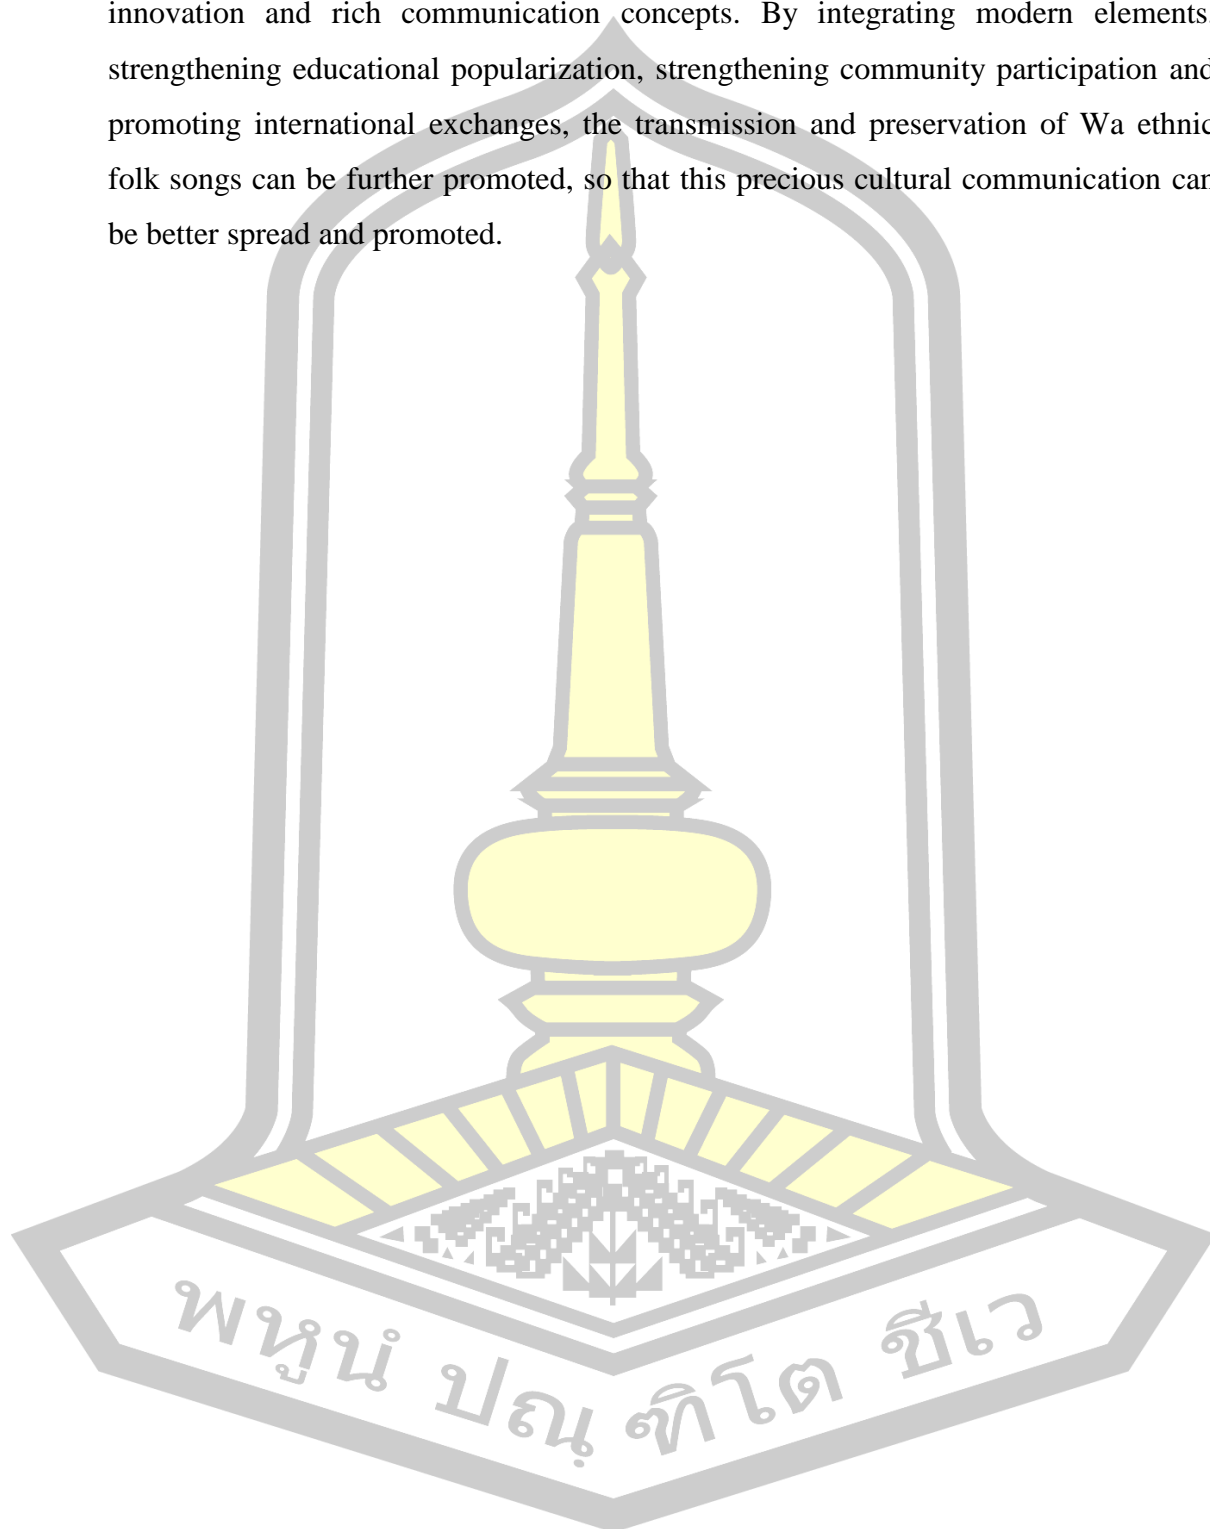 innovation and rich communication concepts. By integrating modern elements,
strengthening educational popularization, strengthening community participation and
promoting international exchanges, the transmission and preservation of Wa ethnic
folk songs can be further promoted, so that this precious cultural communication can
be better spread and promoted.
พหูนํ ปณฺฑิโต ชีเว